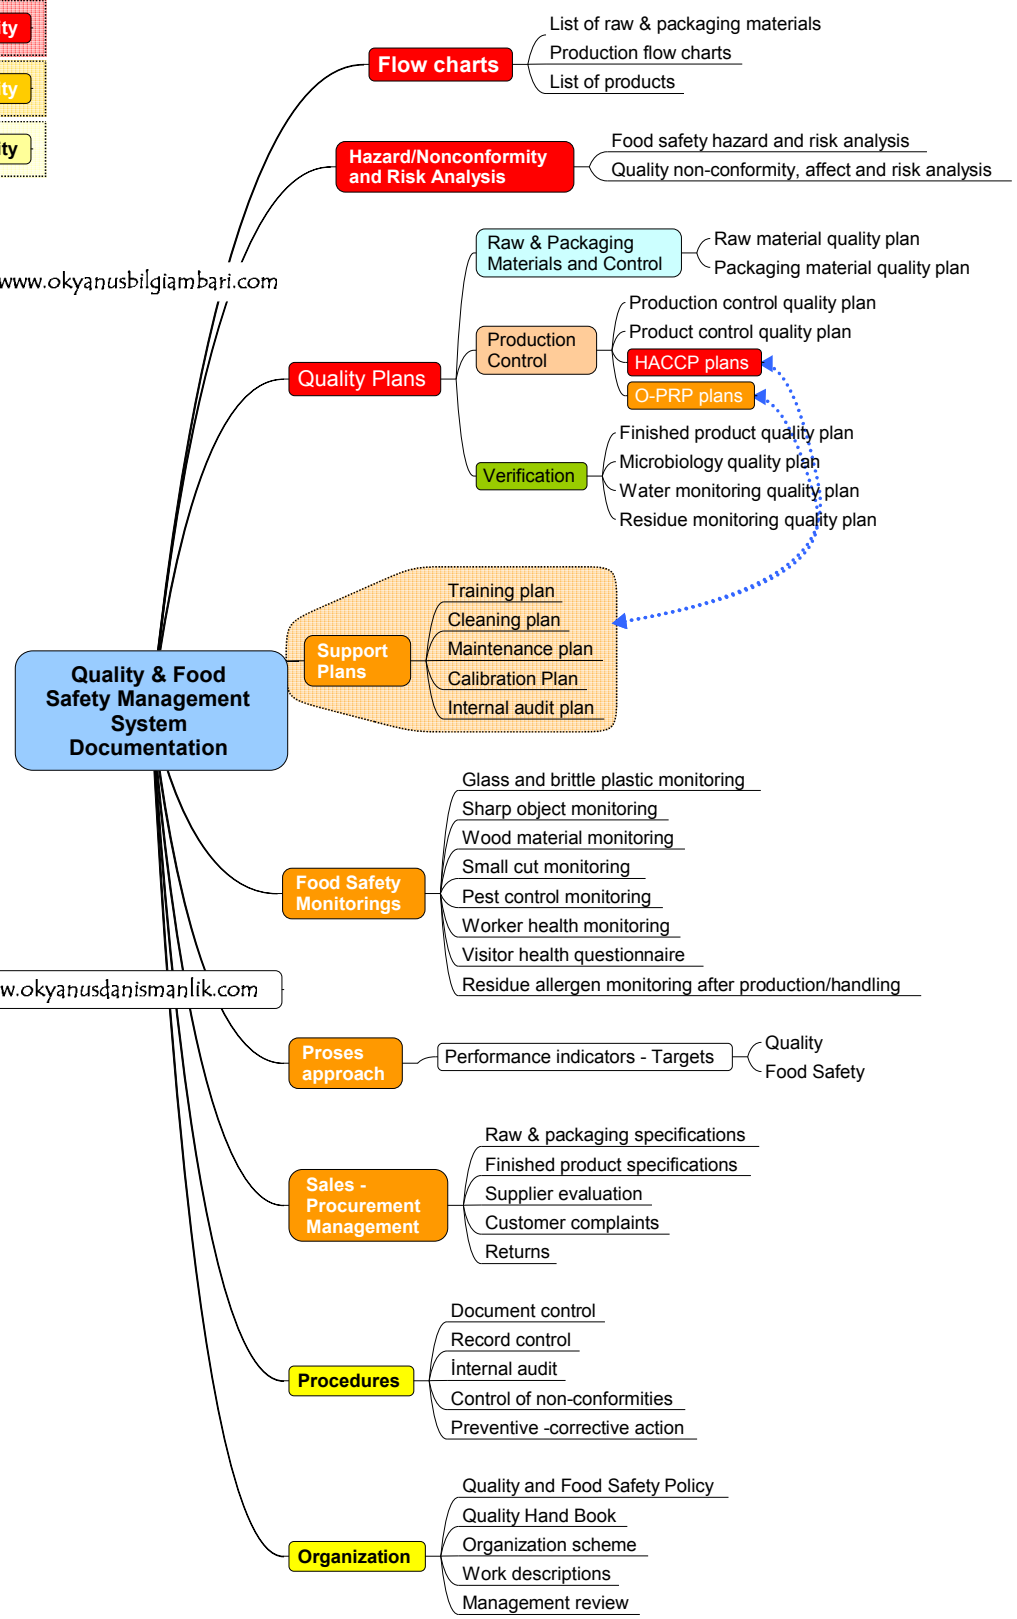 ity
ity
ity
Flow charts
List of raw & packaging materials
Production flow charts
List of products
Hazard/Nonconformity
and Risk Analysis
Food safety hazard and risk analysis
Quality non-conformity, affect and risk analysis
www.okyanusbilgiambari.com
Quality Plans
Raw & Packaging
Materials and Control
Raw material quality plan
Packaging material quality plan
Production
Control
Production control quality plan
Product control quality plan
HACCP plans
O-PRP plans
Verification
Finished product quality plan
Microbiology quality plan
Water monitoring quality plan
Residue monitoring quality plan
Support
Plans
Training plan
Cleaning plan
Maintenance plan
Calibration Plan
Internal audit plan
Quality & Food
Safety Management
System
Documentation
Food Safety
Monitorings
Glass and brittle plastic monitoring
Sharp object monitoring
Wood material monitoring
Small cut monitoring
Pest control monitoring
Worker health monitoring
Visitor health questionnaire
Residue allergen monitoring after production/handling
w.okyanusdanismanlik.com
Proses
approach
Performance indicators - Targets
Quality
Food Safety
Sales -
Procurement
Management
Raw & packaging specifications
Finished product specifications
Supplier evaluation
Customer complaints
Returns
Procedures
Document control
Record control
İnternal audit
Control of non-conformities
Preventive -corrective action
Organization
Quality and Food Safety Policy
Quality Hand Book
Organization scheme
Work descriptions
Management review